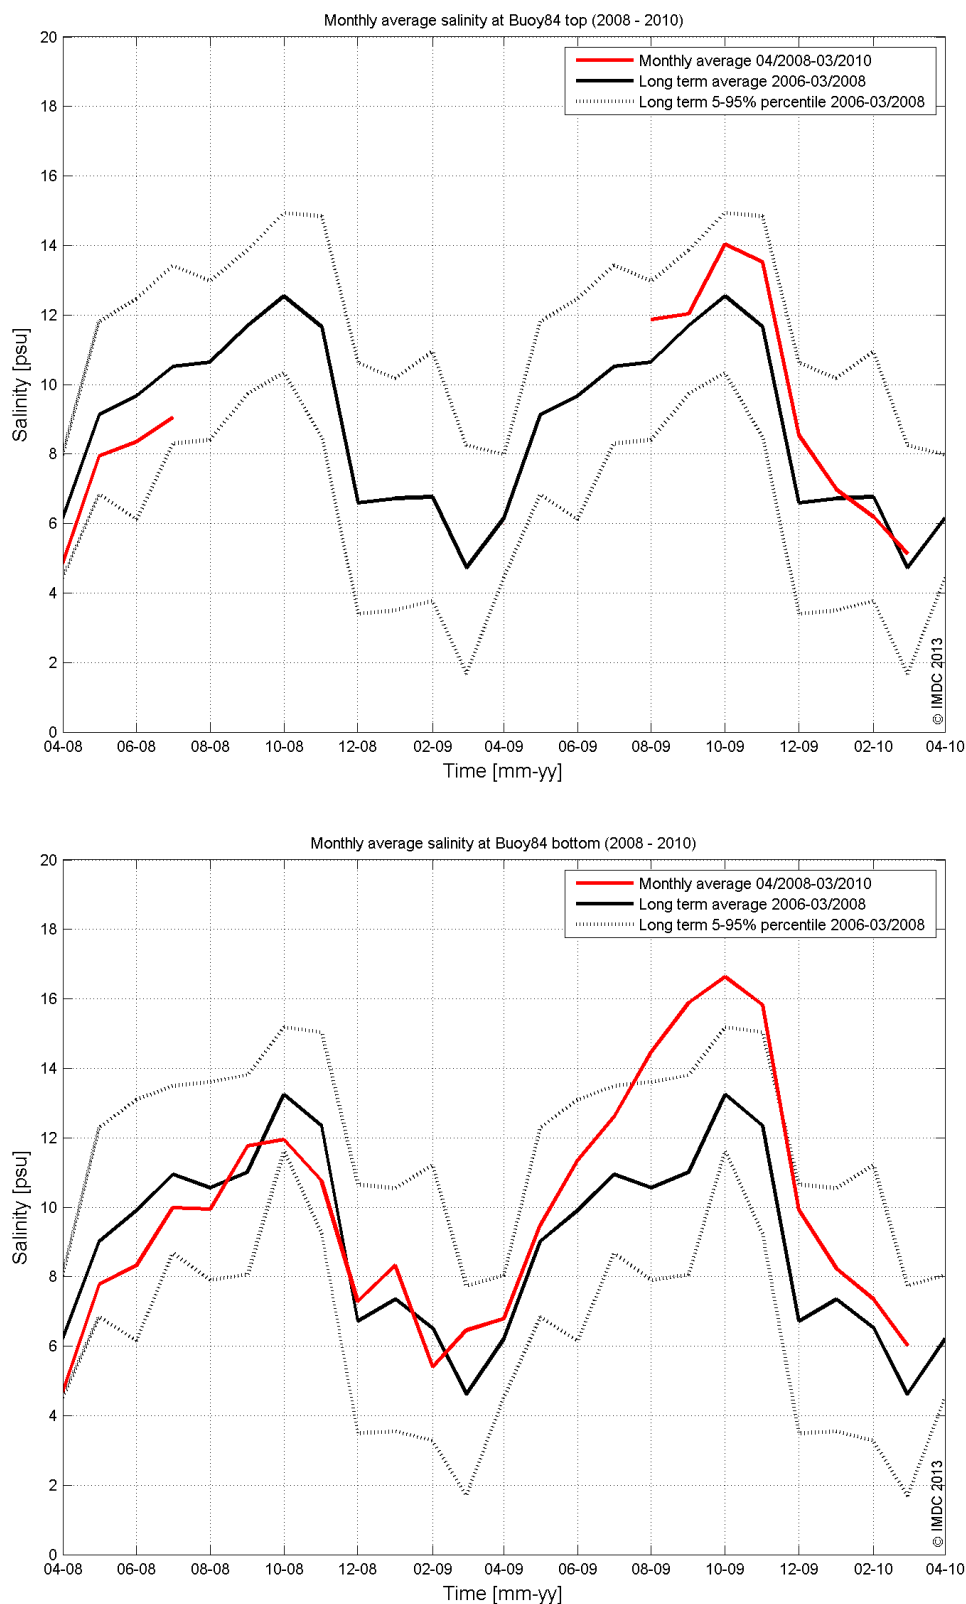 Monthly average salinity at Buoy84 top (2008 - 2010)
Monthly average 04/2008-03/2010
Long term average 2006-03/2008
Long term 5-95% percentile 2006-03/2008
20
18
16
14
12
10
8
6
4
2
0
Salinity [psu]
© IMDC 2013
04-08 06-08 08-08 10-08 12-08 02-09 04-09 06-09 08-09 10-09 12-09 02-10 04-10
Time [mm-yy]
Monthly average salinity at Buoy84 bottom (2008 - 2010)
Monthly average 04/2008-03/2010
Long term average 2006-03/2008
Long term 5-95% percentile 2006-03/2008
20
18
16
14
12
10
8
6
4
2
0
Salinity [psu]
© IMDC 2013
04-08 06-08 08-08 10-08 12-08 02-09 04-09 06-09 08-09 10-09 12-09 02-10 04-10
Time [mm-yy]